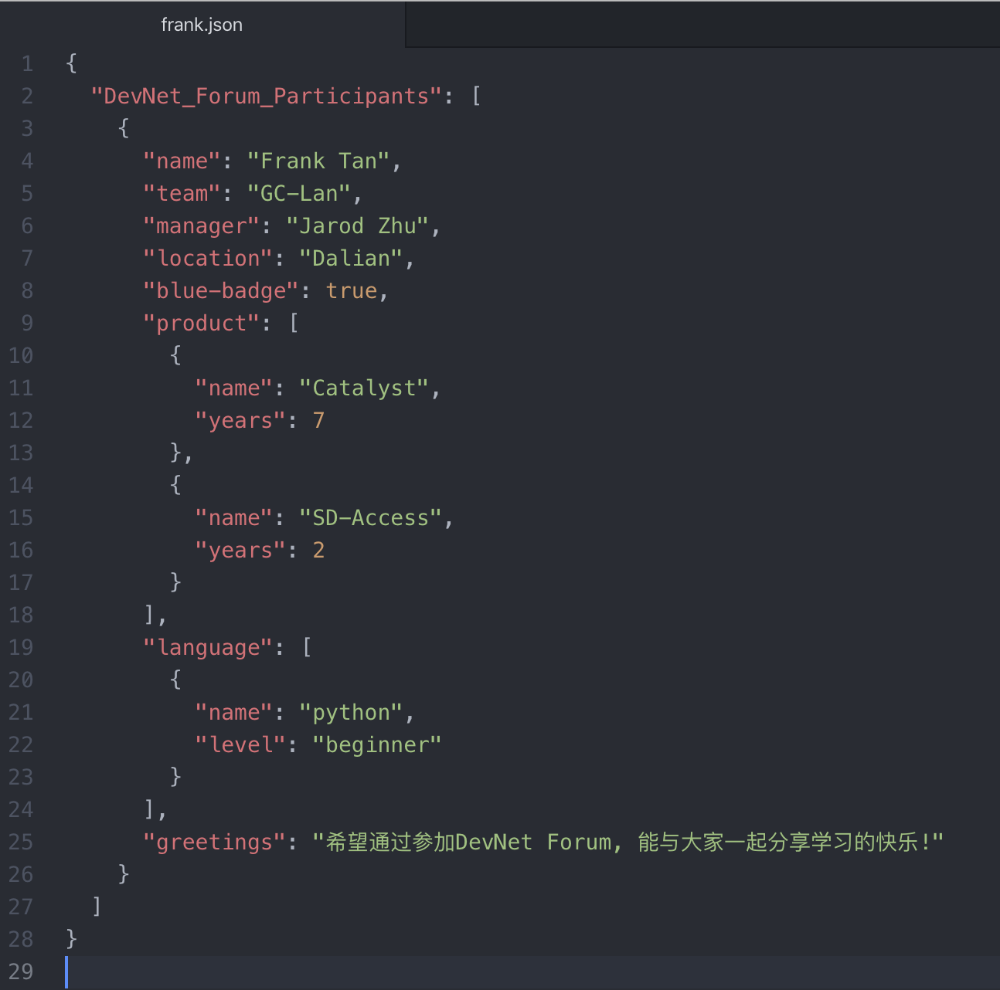 frank.json
1 {
2   "DevNet_Forum_Participants": [
3     {
4       "name": "Frank Tan",
5       "team": "GC-Lan",
6       "manager": "Jarod Zhu",
7       "location": "Dalian",
8       "blue-badge": true,
9       "product": [
10         {
11           "name": "Catalyst",
12           "years": 7
13         },
14         {
15           "name": "SD-Access",
16           "years": 2
17         }
18       ],
19       "language": [
20         {
21           "name": "python",
22           "level": "beginner"
23         }
24       ],
25       "greetings": "希望通过参加DevNet Forum, 能与大家一起分享学习的快乐!"
26     }
27   ]
28 }
29